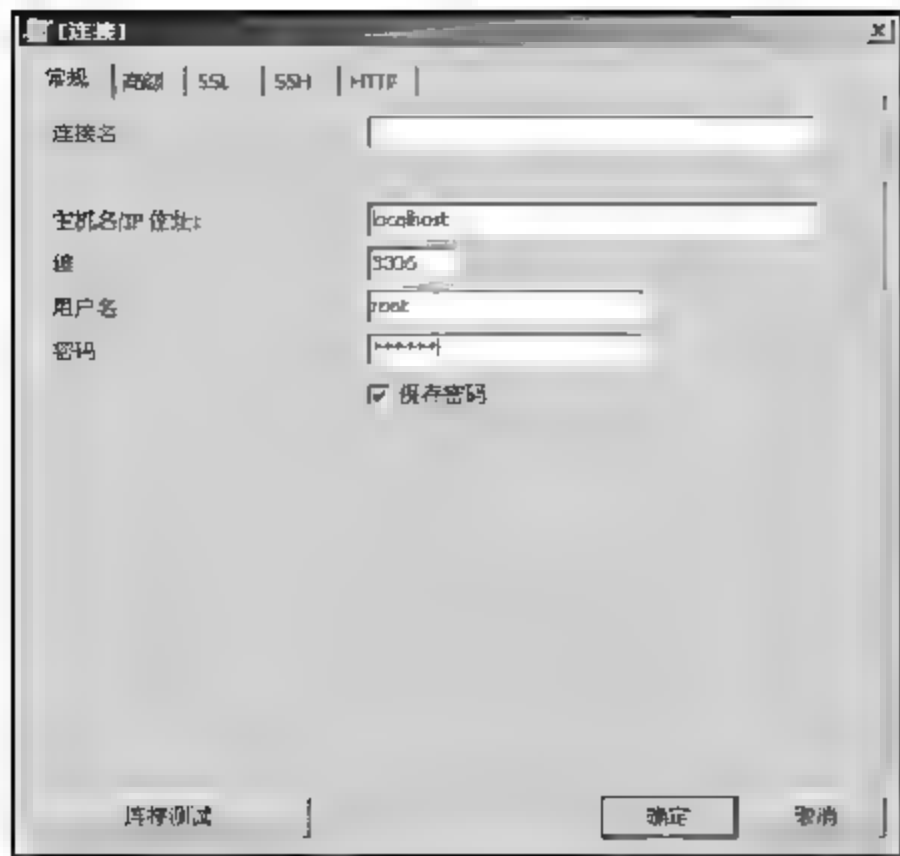 [连接]
常规 高级 SSL SSH HTTP
连接名
主机名/IP 位址: localhost
埠 3306
用户名 root
密码 ******
保存密码
连接测试 确定 取消